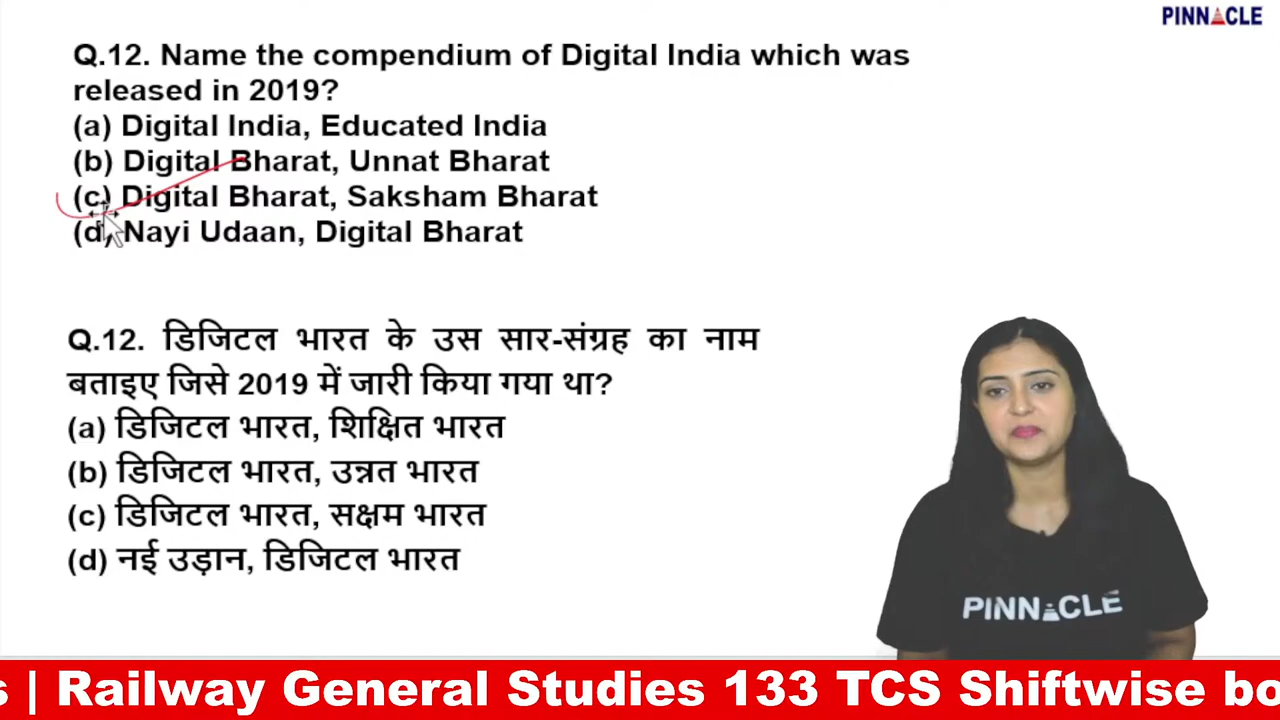 PINNACLE
Q.12. Name the compendium of Digital India which was
released in 2019?
(a) Digital India, Educated India
(b) Digital Bharat, Unnat Bharat
(c) Digital Bharat, Saksham Bharat
(d) Nayi Udaan, Digital Bharat
Q.12. डिजिटल भारत के उस सार-संग्रह का नाम
बताइए जिसे 2019 में जारी किया गया था?
(a) डिजिटल भारत, शिक्षित भारत
(b) डिजिटल भारत, उन्नत भारत
(c) डिजिटल भारत, सक्षम भारत
(d) नई उड़ान, डिजिटल भारत
PINNACLE
s | Railway General Studies 133 TCS Shiftwise bo